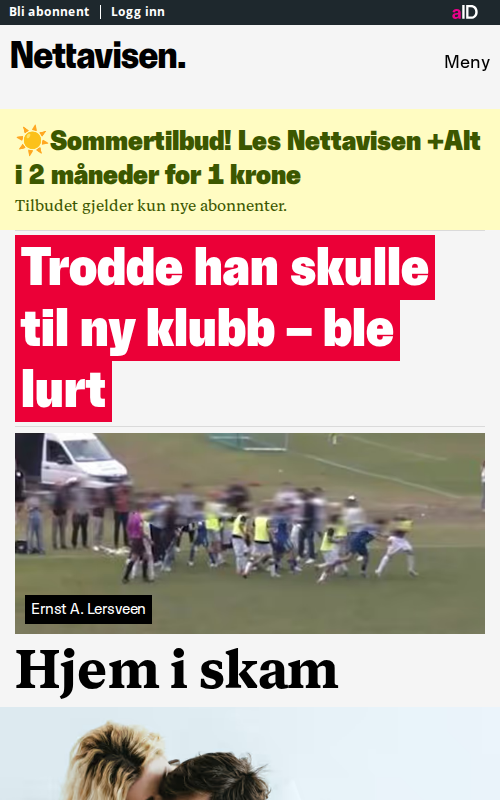 Bli abonnent | Logg inn
aID
Nettavisen.
Meny
☀️Sommertilbud! Les Nettavisen +Alt
i 2 måneder for 1 krone
Tilbudet gjelder kun nye abonnenter.
Trodde han skulle
til ny klubb – ble
lurt
Ernst A. Lersveen
Hjem i skam